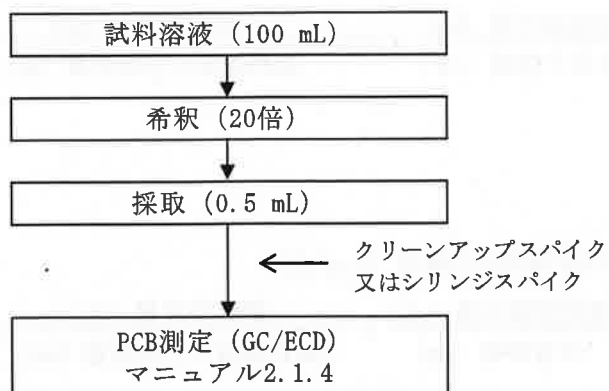 試料溶液 (100 mL)
希釈 (20倍)
採取 (0.5 mL)
クリーンアップスパイク
又はシリンジスパイク
PCB測定 (GC/ECD)
マニュアル2.1.4